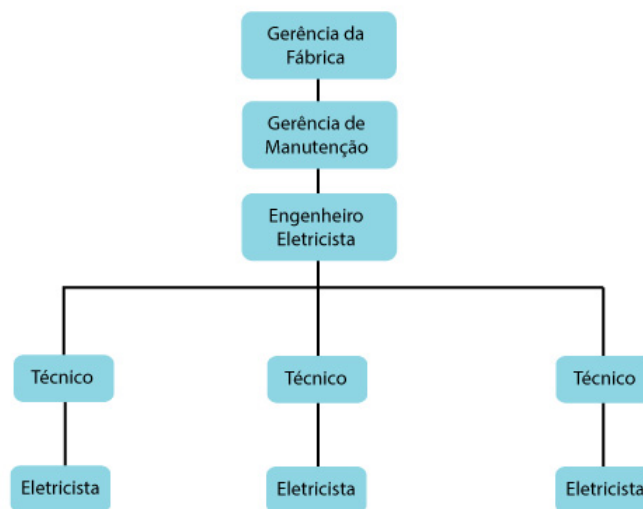 Gerência da
Fábrica
Gerência de
Manutenção
Engenheiro
Eletricista
Técnico
Técnico
Técnico
Eletricista
Eletricista
Eletricista